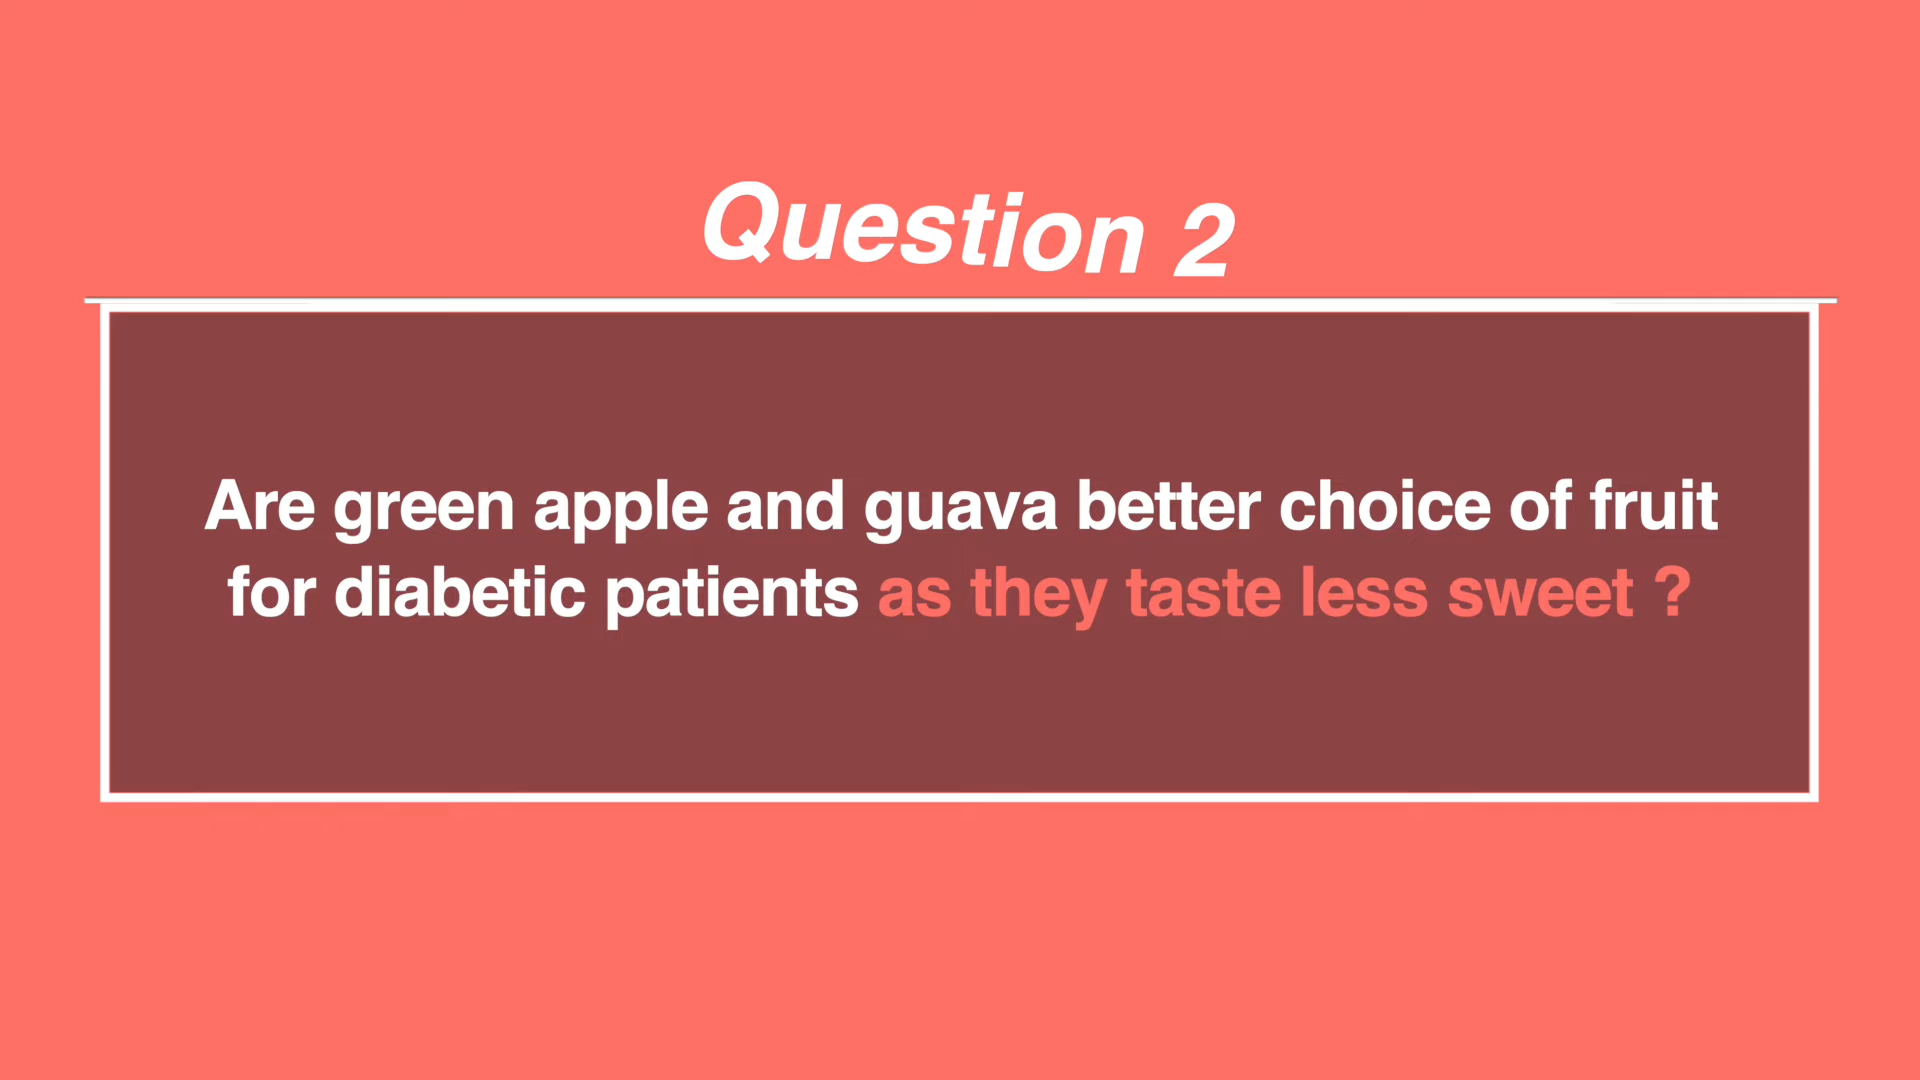 Question 2
Are green apple and guava better choice of fruit
for diabetic patients as they taste less sweet ?